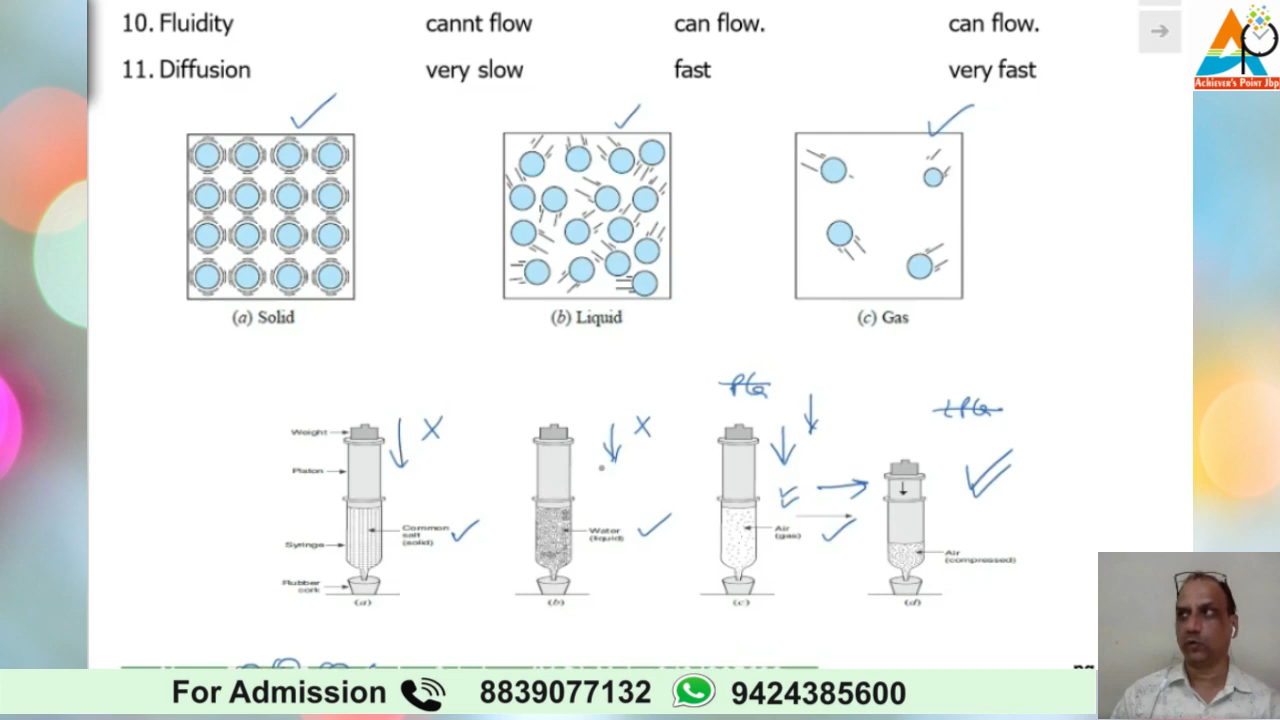 10. Fluidity cannt flow can flow. can flow.
11. Diffusion very slow fast very fast
Achiever's Point Jbp
(a) Solid (b) Liquid (c) Gas
LPG
Weight X X
Piston
Common salt (solid)
Water (liquid)
Air (gas)
Syringe
Air (compressed)
Rubber cork
(a) (b) (c) (d)
For Admission 8839077132 9424385600